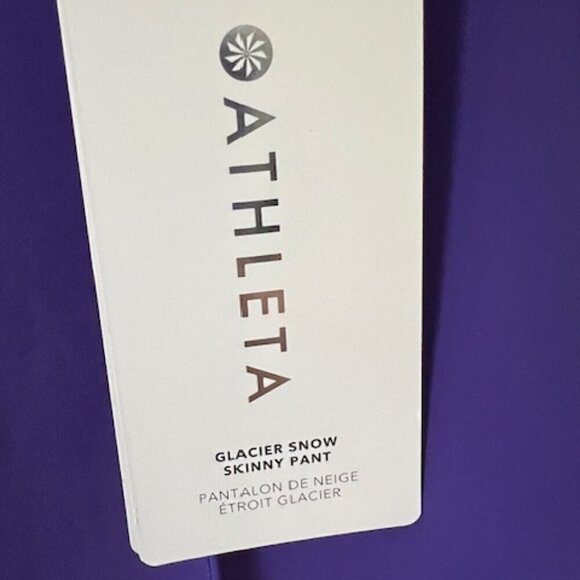 ATHLETA
GLACIER SNOW
SKINNY PANT
PANTALON DE NEIGE
ÉTROIT GLACIER